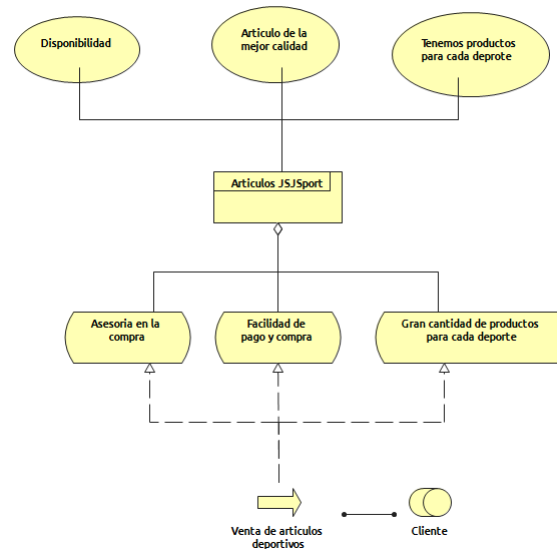 Disponibilidad
Articulo de la
mejor calidad
Tenemos productos
para cada deprote
Articulos JSJSport
Asesoria en la
compra
Facilidad de
pago y compra
Gran cantidad de productos
para cada deporte
Venta de articulos
deportivos
Cliente